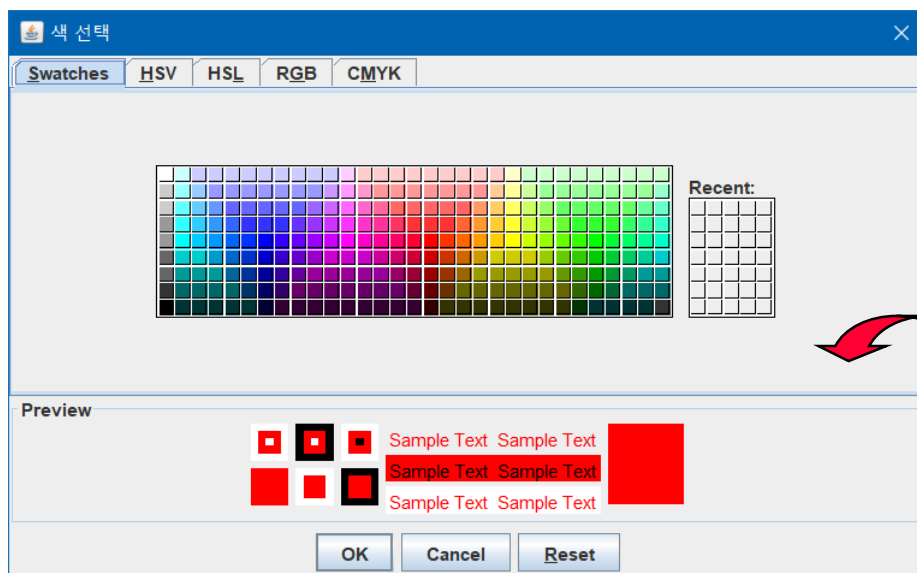 색 선택
Swatches HSV HSL RGB CMYK
Recent:
Preview
Sample Text Sample Text
Sample Text Sample Text
Sample Text Sample Text
OK Cancel Reset